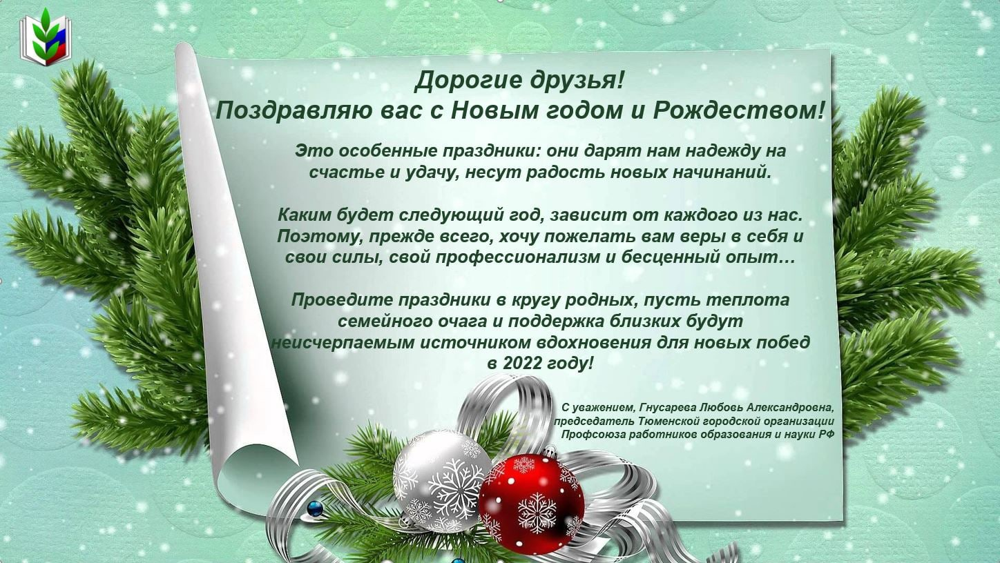 Дорогие друзья!
Поздравляю вас с Новым годом и Рождеством!
Это особенные праздники: они дарят нам надежду на
счастье и удачу, несут радость новых начинаний.
Каким будет следующий год, зависит от каждого из нас.
Поэтому, прежде всего, хочу пожелать вам веры в себя и
свои силы, свой профессионализм и бесценный опыт…
Проведите праздники в кругу родных, пусть теплота
семейного очага и поддержка близких будут
неисчерпаемым источником вдохновения для новых побед
в 2022 году!
С уважением, Гнусарева Любовь Александровна,
председатель Тюменской городской организации
Профсоюза работников образования и науки РФ